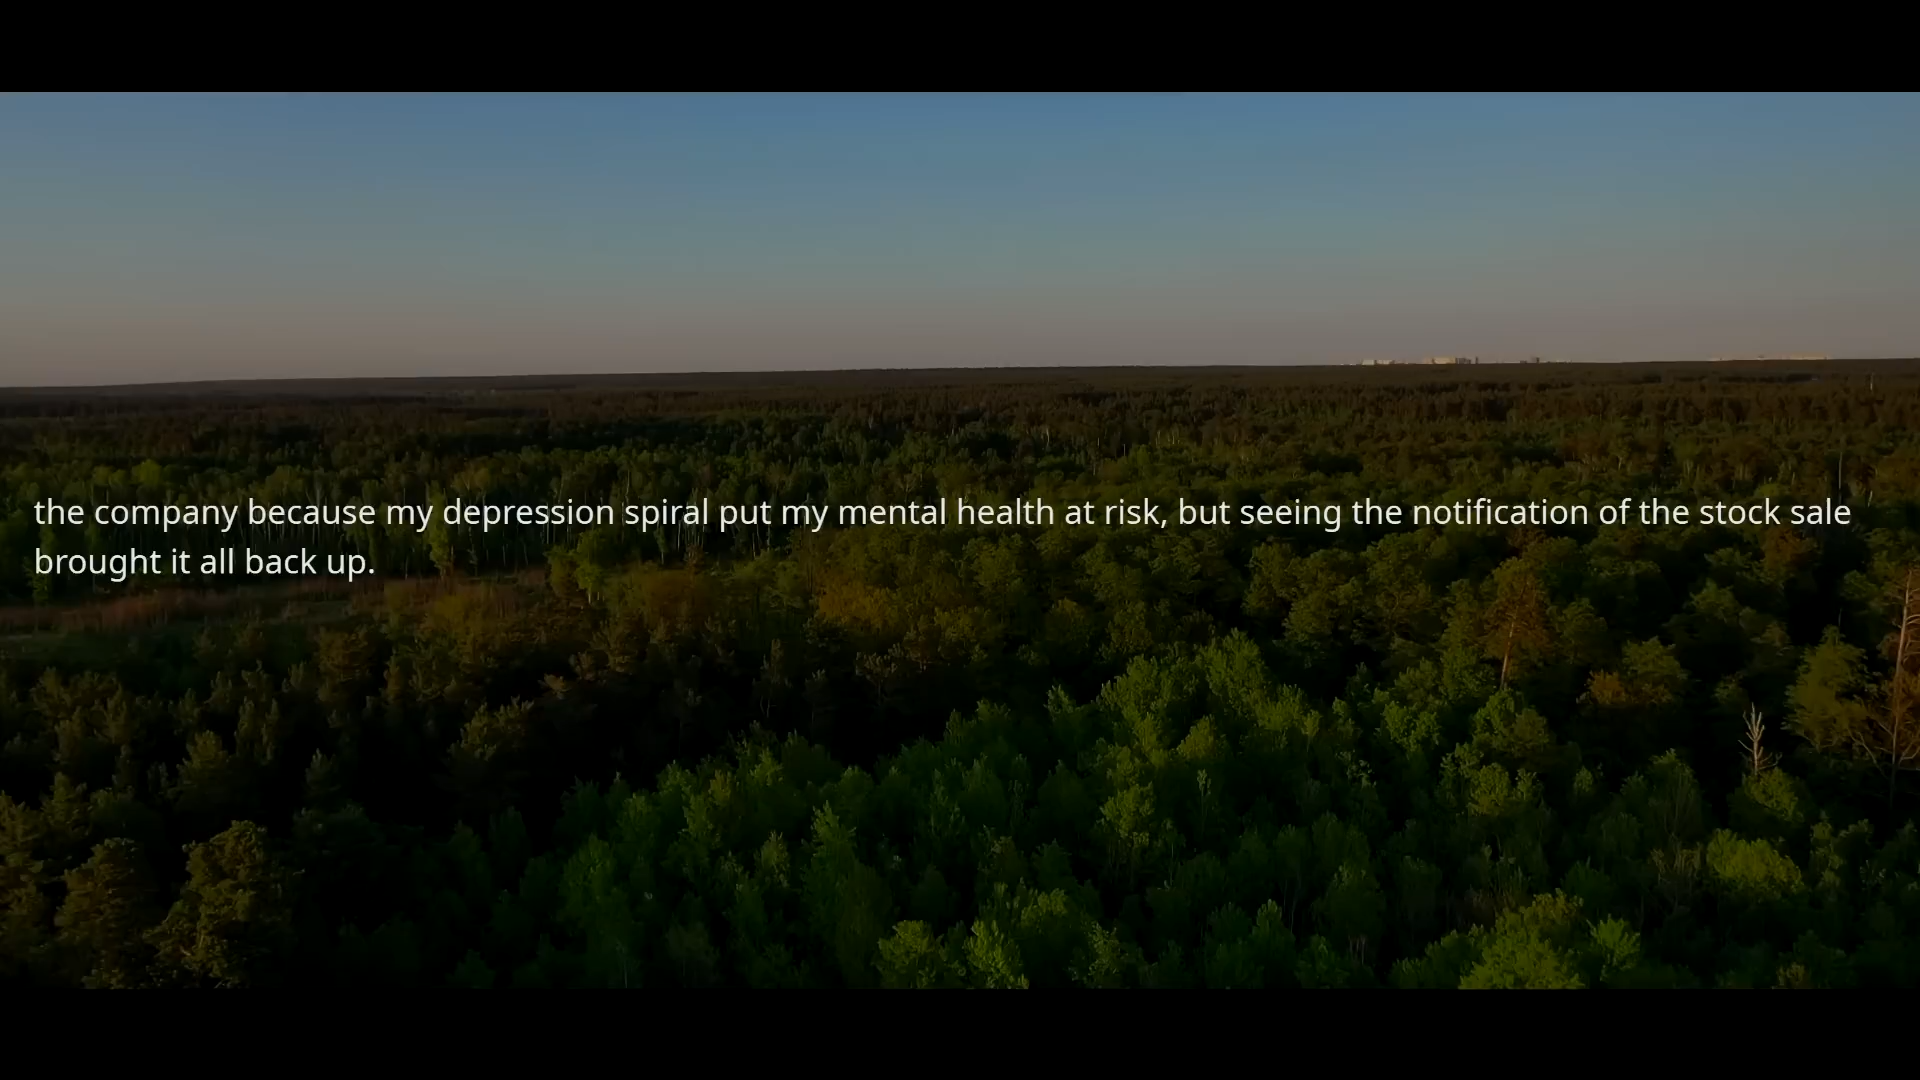 the company because my depression spiral put my mental health at risk, but seeing the notification of the stock sale
brought it all back up.